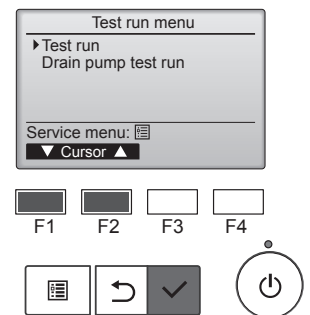 Test run menu
Test run
Drain pump test run
Service menu:
▼ Cursor ▲
F1 F2 F3 F4